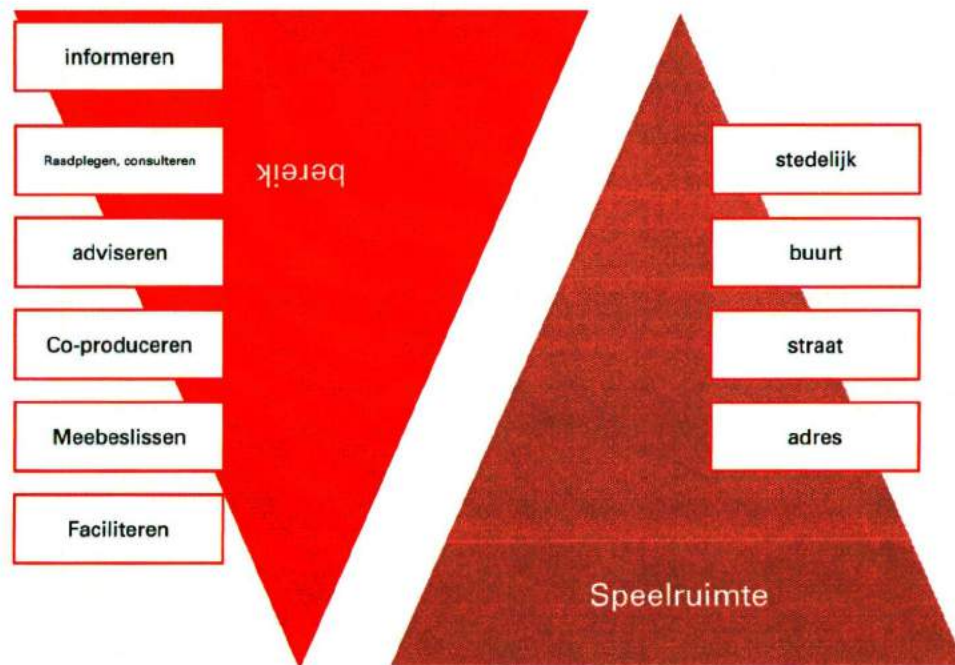 informeren
Raadplegen, consulteren
adviseren
Co-produceren
Meebeslissen
Faciliteren
bereik
stedelijk
buurt
straat
adres
Speelruimte